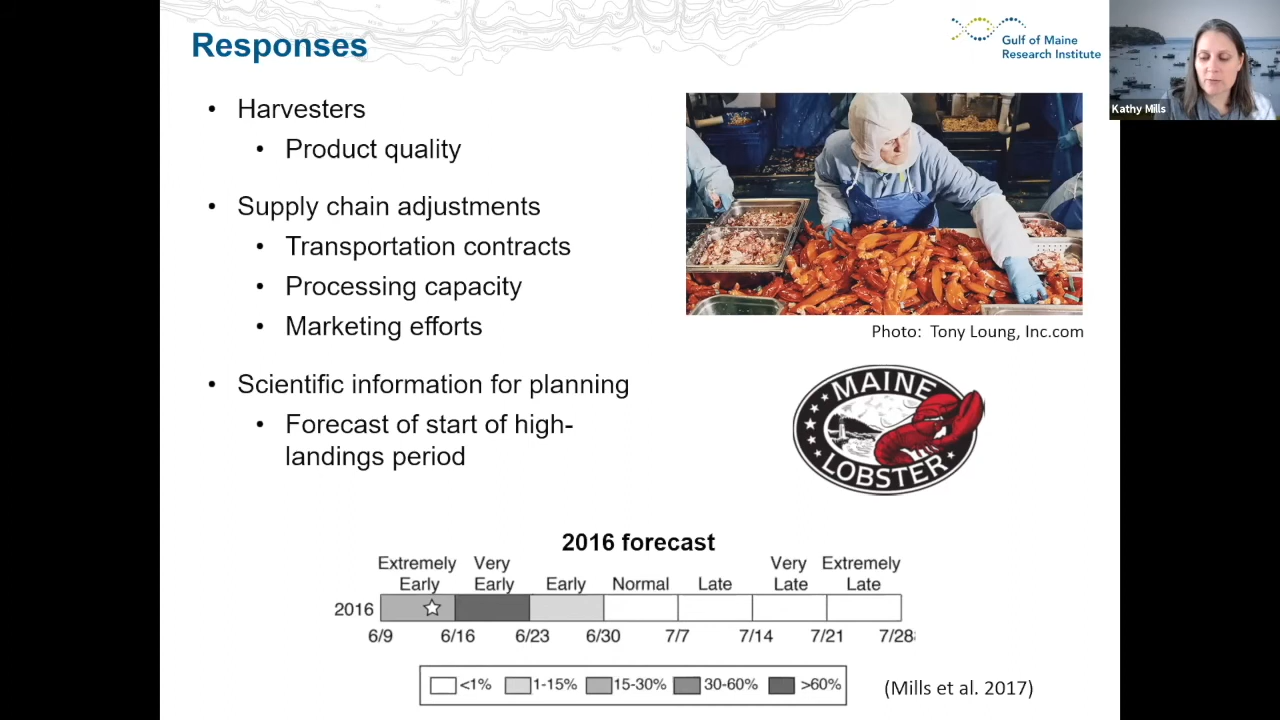 Responses
Gulf of Maine
Research Institute
Kathy Mills
• Harvesters
• Product quality
• Supply chain adjustments
• Transportation contracts
• Processing capacity
• Marketing efforts
• Scientific information for planning
• Forecast of start of high-
landings period
Photo: Tony Loung, Inc.com
MAINE
LOBSTER
2016 forecast
Extremely Early
Very Early
Early
Normal
Late
Very Late
Extremely Late
2016
6/9 6/16 6/23 6/30 7/7 7/14 7/21 7/28
<1% 1-15% 15-30% 30-60% >60%
(Mills et al. 2017)